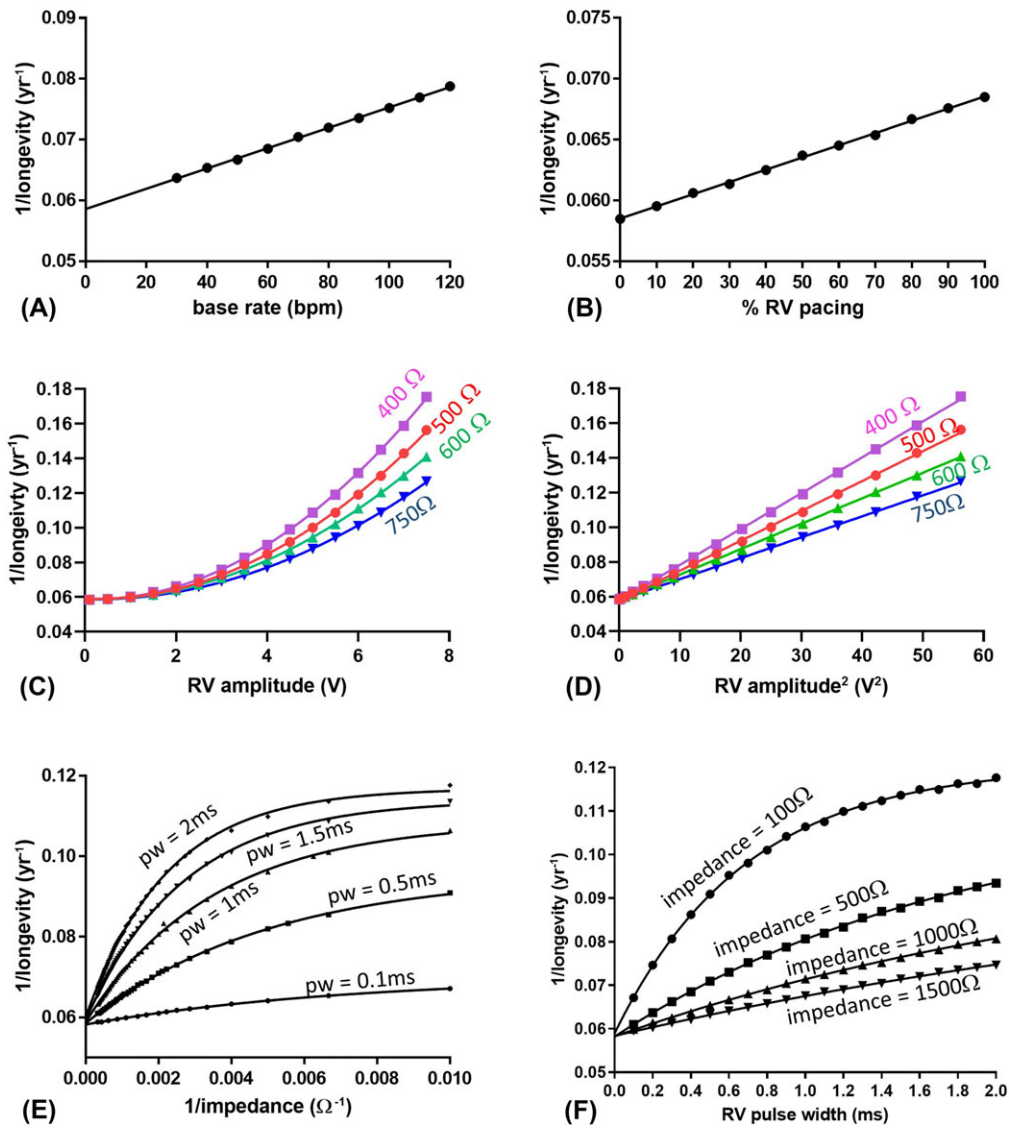 0.09
0.08
0.07
0.06
0.05
1/longevity (yr⁻¹)
0 20 40 60 80 100 120
base rate (bpm)
(A)
0.075
0.070
0.065
0.060
0.055
1/longevity (yr⁻¹)
0 10 20 30 40 50 60 70 80 90 100
% RV pacing
(B)
0.18
0.16
0.14
0.12
0.10
0.08
0.06
0.04
1/longeivty (yr⁻¹)
400 Ω
500 Ω
600 Ω
750Ω
0 2 4 6 8
RV amplitude (V)
(C)
0.18
0.16
0.14
0.12
0.10
0.08
0.06
0.04
1/longeivity (yr⁻¹)
400 Ω
500 Ω
600 Ω
750Ω
0 10 20 30 40 50 60
RV amplitude² (V²)
(D)
0.12
0.10
0.08
0.06
1/longevity (yr⁻¹)
pw = 2ms
pw = 1.5ms
pw = 1ms
pw = 0.5ms
pw = 0.1ms
0.000 0.002 0.004 0.006 0.008 0.010
1/impedance (Ω⁻¹)
(E)
0.12
0.11
0.10
0.09
0.08
0.07
0.06
0.05
1/longevity (yr⁻¹)
impedance = 100Ω
impedance = 500Ω
impedance = 1000Ω
impedance = 1500Ω
0.0 0.2 0.4 0.6 0.8 1.0 1.2 1.4 1.6 1.8 2.0
RV pulse width (ms)
(F)